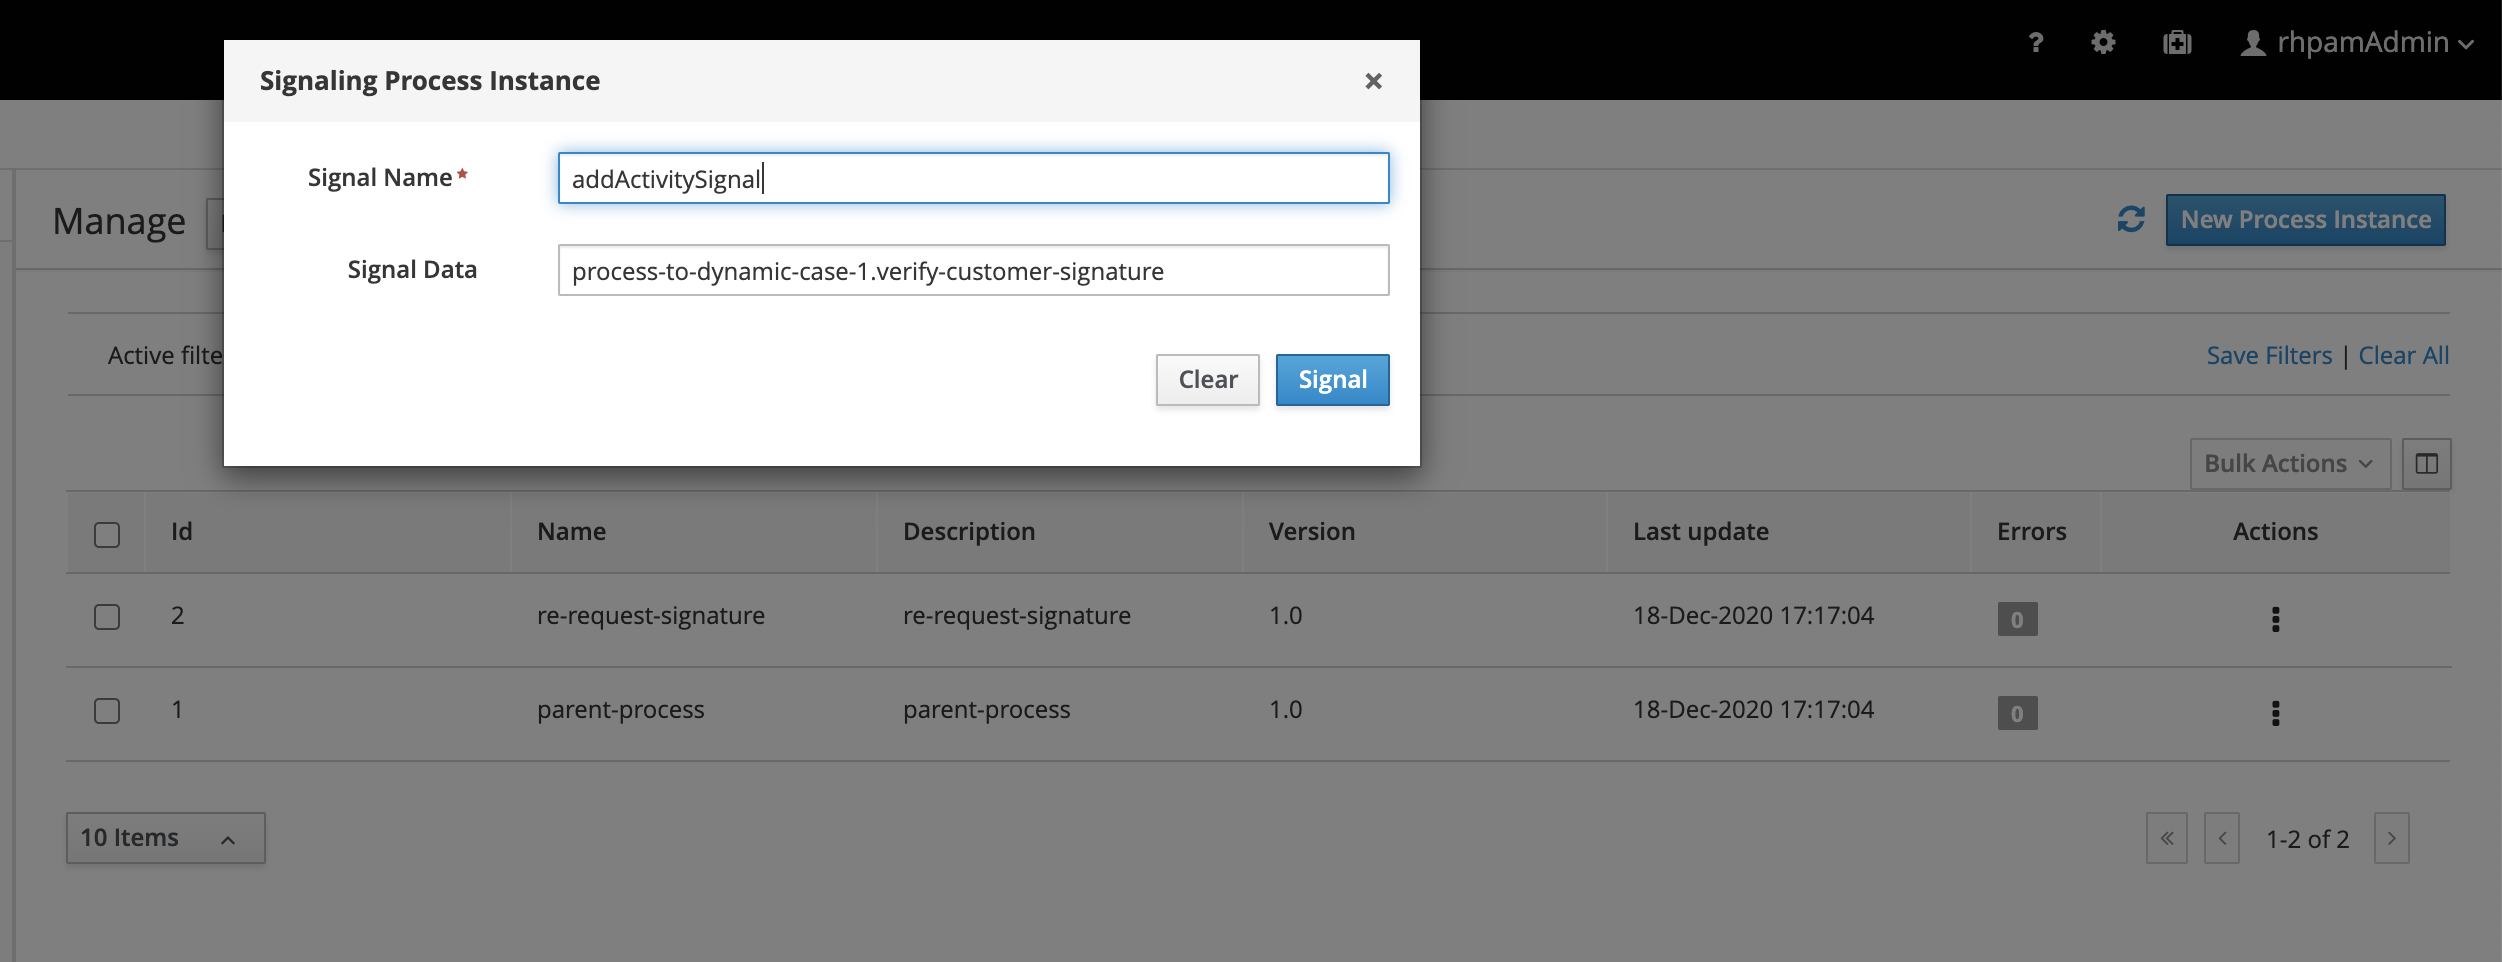 ? rhpamAdmin
Signaling Process Instance
Signal Name*
addActivitySignal
Signal Data
process-to-dynamic-case-1.verify-customer-signature
Clear
Signal
Manage
New Process Instance
Active filte
Save Filters | Clear All
Bulk Actions
Id Name Description Version Last update Errors Actions
2 re-request-signature re-request-signature 1.0 18-Dec-2020 17:17:04 0
1 parent-process parent-process 1.0 18-Dec-2020 17:17:04 0
10 Items
1-2 of 2